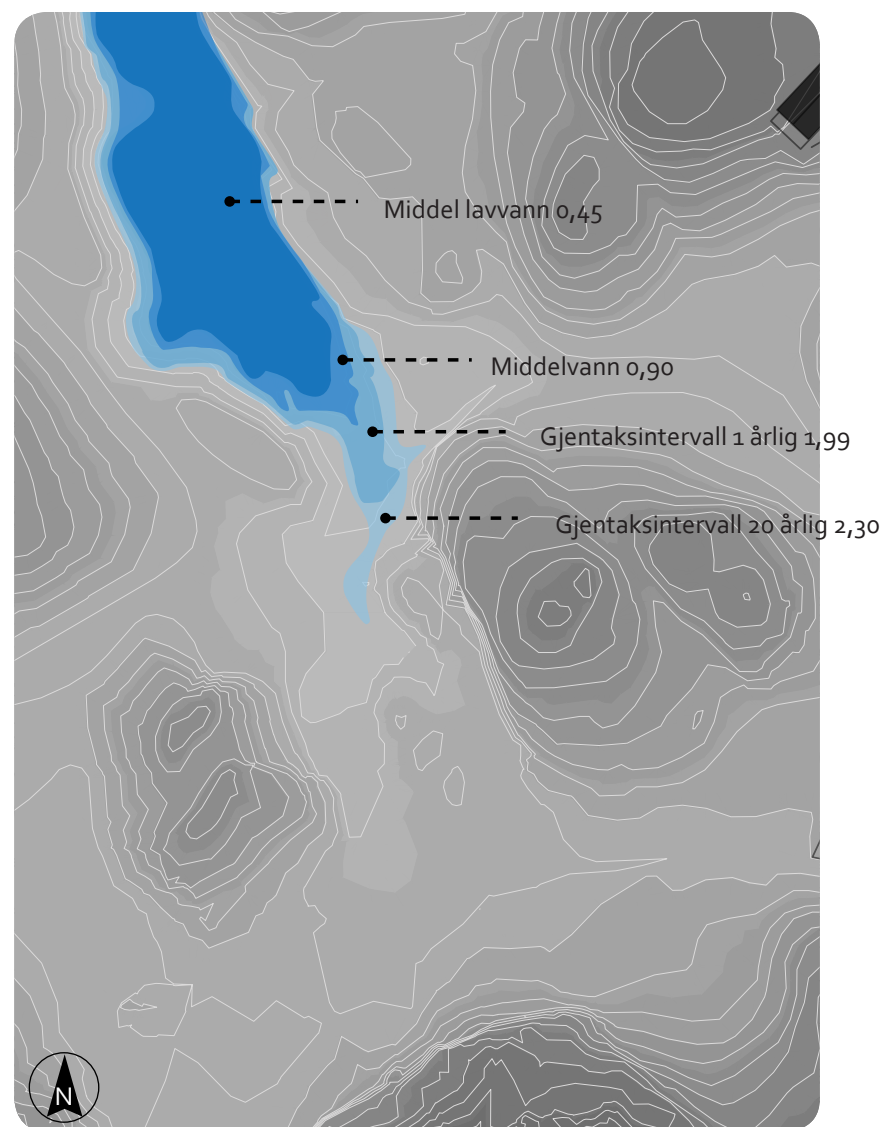 Middel lavvann 0,45
Middelvann 0,90
Gjentaksintervall 1 årlig 1,99
Gjentaksintervall 20 årlig 2,30
N